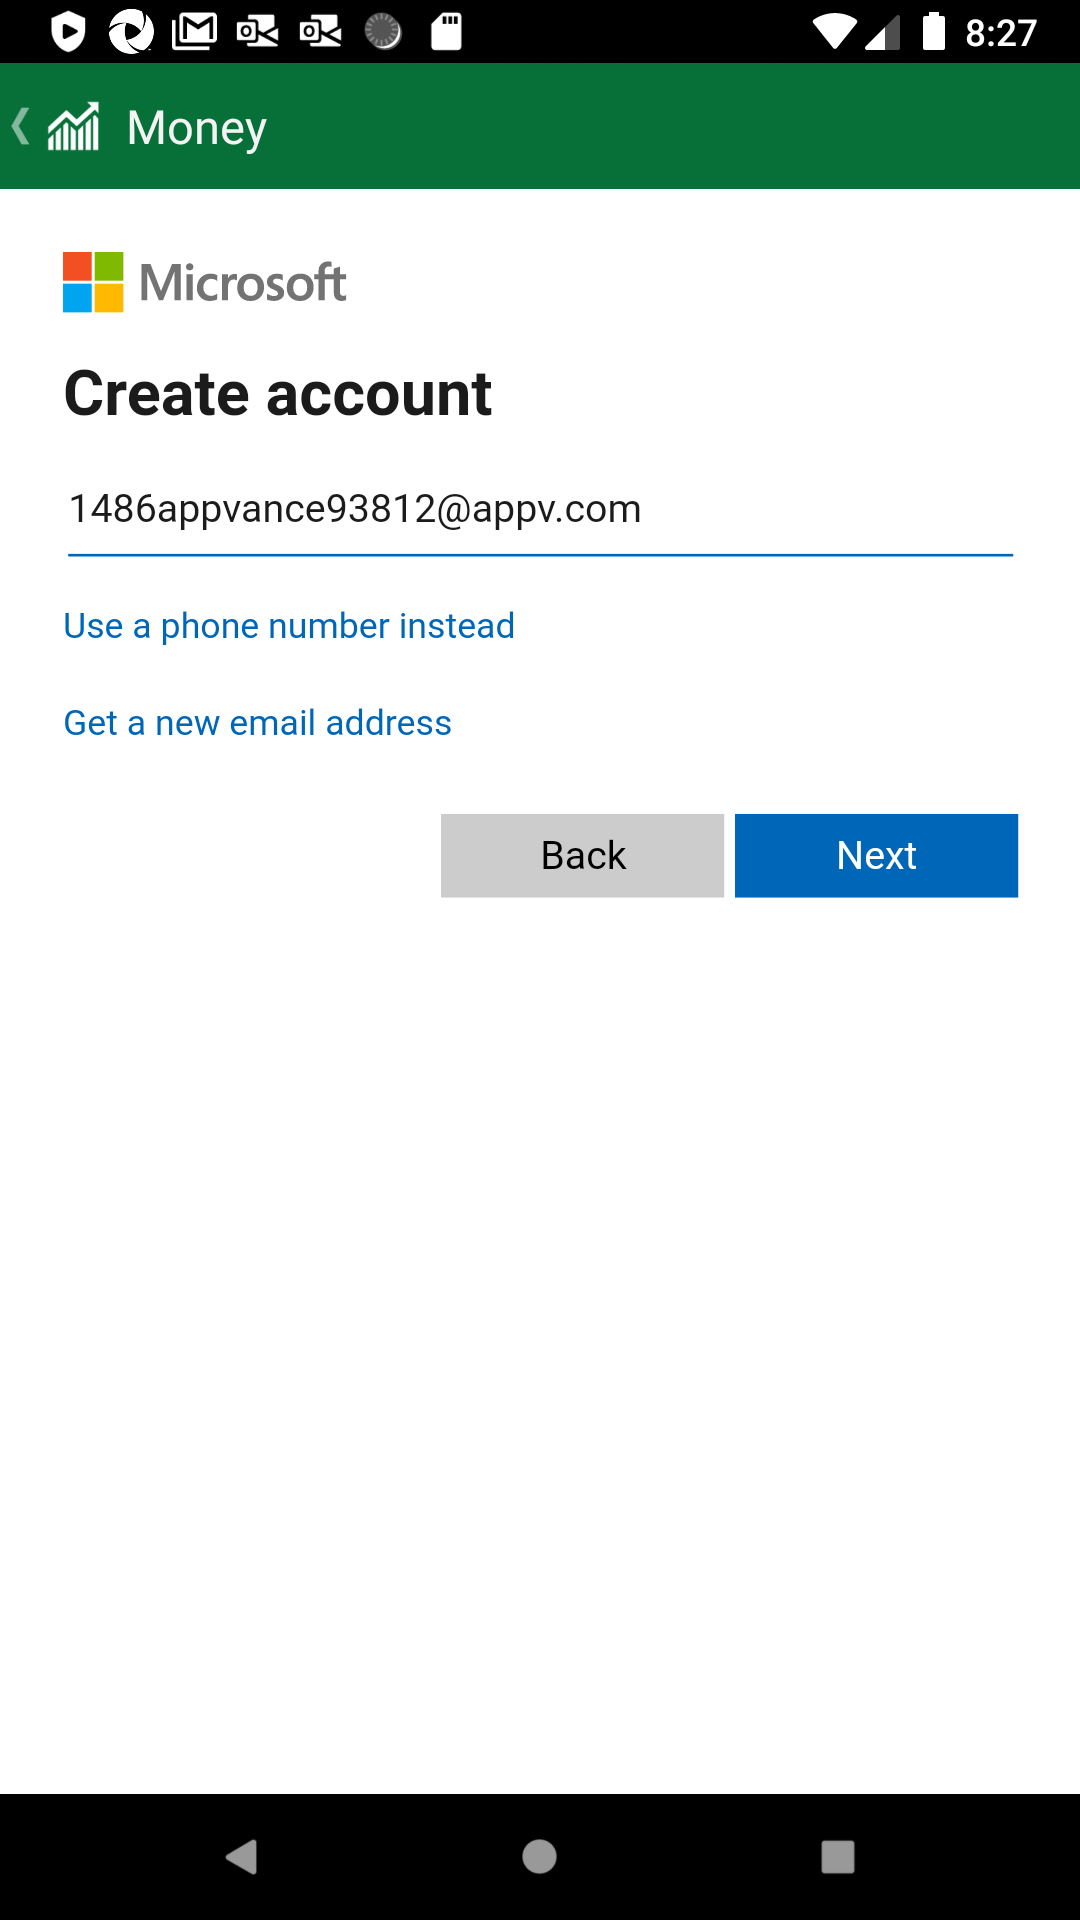 8:27
Money
Microsoft
Create account
1486appvance93812@appv.com
Use a phone number instead
Get a new email address
Back Next